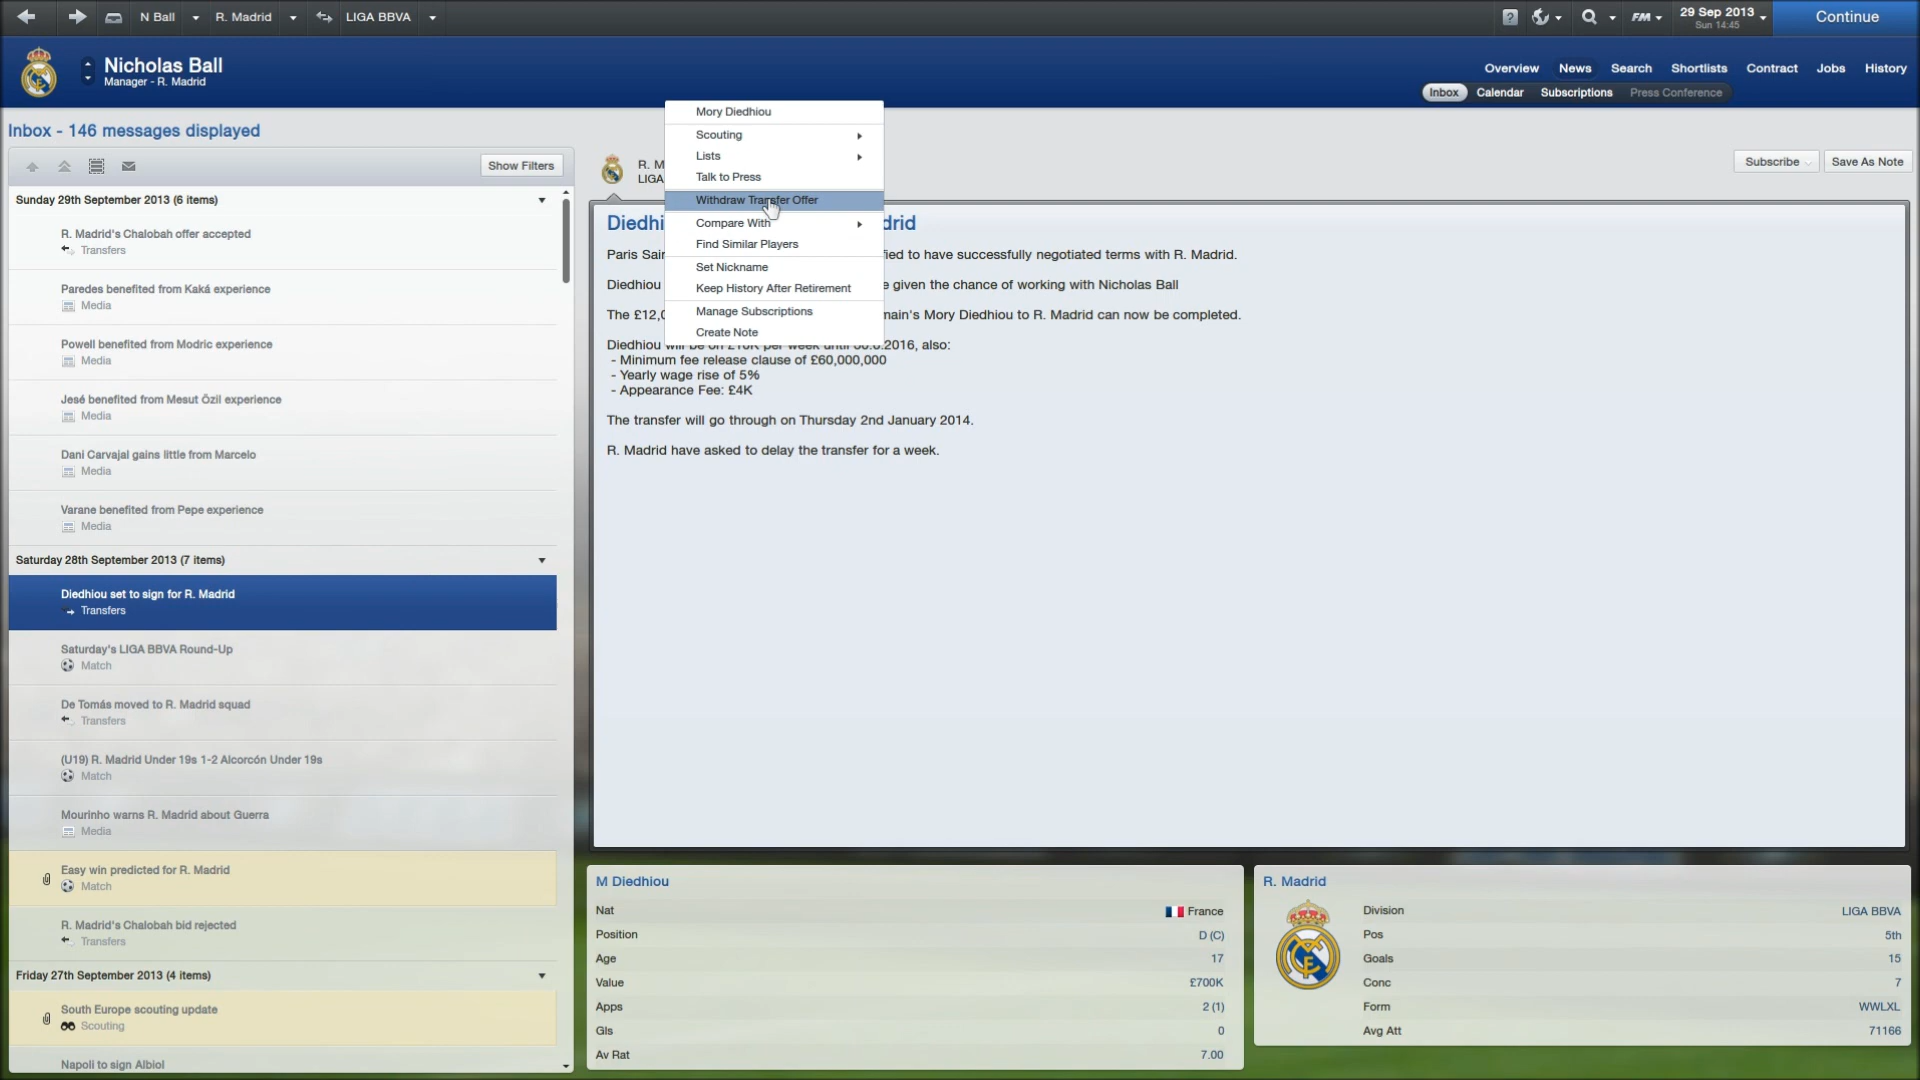 N Ball
R. Madrid
LIGA BBVA
29 Sep 2013
Sun 14:45
Continue
Nicholas Ball
Manager - R. Madrid
Overview
News
Search
Shortlists
Contract
Jobs
History
Inbox
Calendar
Subscriptions
Press Conference
Inbox - 146 messages displayed
Show Filters
Sunday 29th September 2013 (6 items)
R. Madrid's Chalobah offer accepted
Transfers
Paredes benefited from Kaká experience
Media
Powell benefited from Modric experience
Media
Jesé benefited from Mesut Özil experience
Media
Dani Carvajal gains little from Marcelo
Media
Varane benefited from Pepe experience
Media
Saturday 28th September 2013 (7 items)
Diedhiou set to sign for R. Madrid
Transfers
Saturday's LIGA BBVA Round-Up
Match
De Tomás moved to R. Madrid squad
Transfers
(U19) R. Madrid Under 19s 1-2 Alcorcón Under 19s
Match
Mourinho warns R. Madrid about Guerra
Media
Easy win predicted for R. Madrid
Match
R. Madrid's Chalobah bid rejected
Transfers
Friday 27th September 2013 (4 items)
South Europe scouting update
Scouting
Napoli to sign Albiol
Mory Diedhiou
Scouting
Lists
Talk to Press
Withdraw Transfer Offer
Compare With
Find Similar Players
Set Nickname
Keep History After Retirement
Manage Subscriptions
Create Note
R. M
LIGA
Subscribe
Save As Note
Diedhi drid
Paris Sain fied to have successfully negotiated terms with R. Madrid.
Diedhiou e given the chance of working with Nicholas Ball
The £12,0 main's Mory Diedhiou to R. Madrid can now be completed.
Diedhiou will be on per week until 2016, also:
- Minimum fee release clause of £60,000,000
- Yearly wage rise of 5%
- Appearance Fee: £4K
The transfer will go through on Thursday 2nd January 2014.
R. Madrid have asked to delay the transfer for a week.
M Diedhiou
Nat France
Position D (C)
Age 17
Value £700K
Apps 2 (1)
Gls 0
Av Rat 7.00
R. Madrid
Division LIGA BBVA
Pos 5th
Goals 15
Conc 7
Form WWLXL
Avg Att 71166